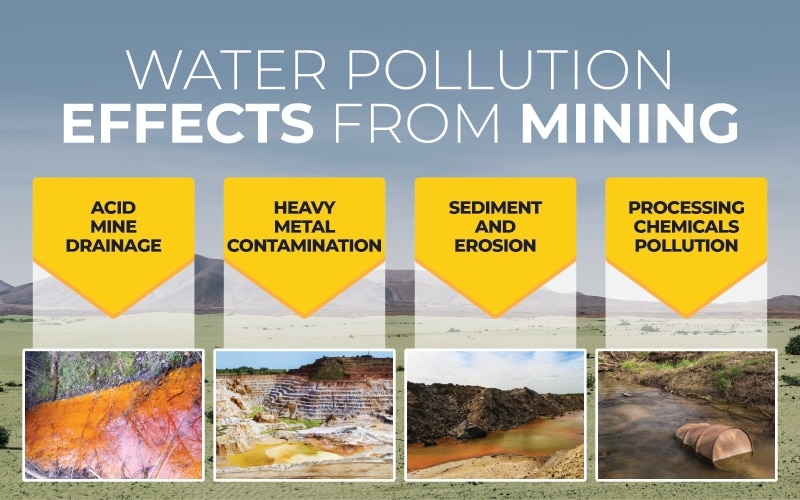 WATER POLLUTION
EFFECTS FROM MINING
ACID
MINE
DRAINAGE
HEAVY
METAL
CONTAMINATION
SEDIMENT
AND
EROSION
PROCESSING
CHEMICALS
POLLUTION